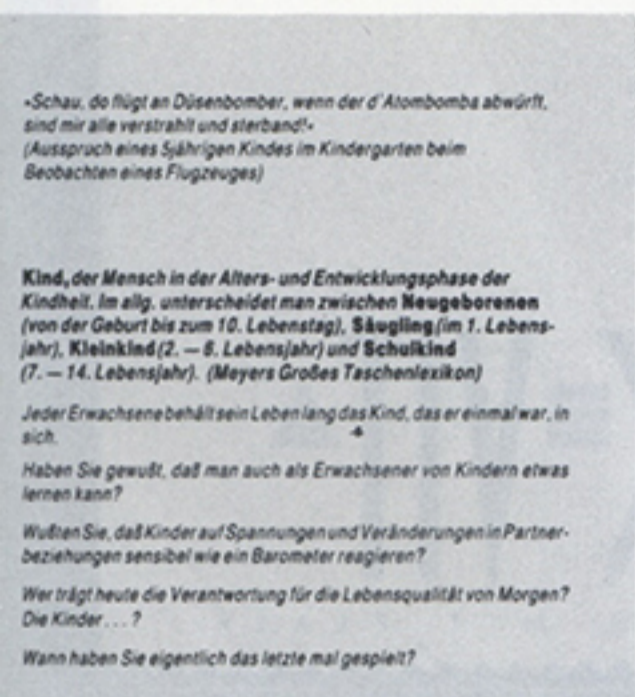 «Schau, do flügt an Düsenbomber, wenn der d'Atombomba abwürft,
sind mir alle verstrahlt und sterband!»
(Ausspruch eines 5jährigen Kindes im Kindergarten beim
Beobachten eines Flugzeuges)
Kind, der Mensch in der Alters- und Entwicklungsphase der
Kindheit. Im allg. unterscheidet man zwischen Neugeborenen
(von der Geburt bis zum 10. Lebenstag), Säugling (im 1. Lebens-
jahr), Kleinkind (2. — 6. Lebensjahr) und Schulkind
(7. — 14. Lebensjahr). (Meyers Großes Taschenlexikon)
Jeder Erwachsene behält sein Leben lang das Kind, das er einmal war, in
sich.
Haben Sie gewußt, daß man auch als Erwachsener von Kindern etwas
lernen kann?
Wußten Sie, daß Kinder auf Spannungen und Veränderungen in Partner-
beziehungen sensibel wie ein Barometer reagieren?
Wer trägt heute die Verantwortung für die Lebensqualität von Morgen?
Die Kinder . . . ?
Wann haben Sie eigentlich das letzte mal gespielt?